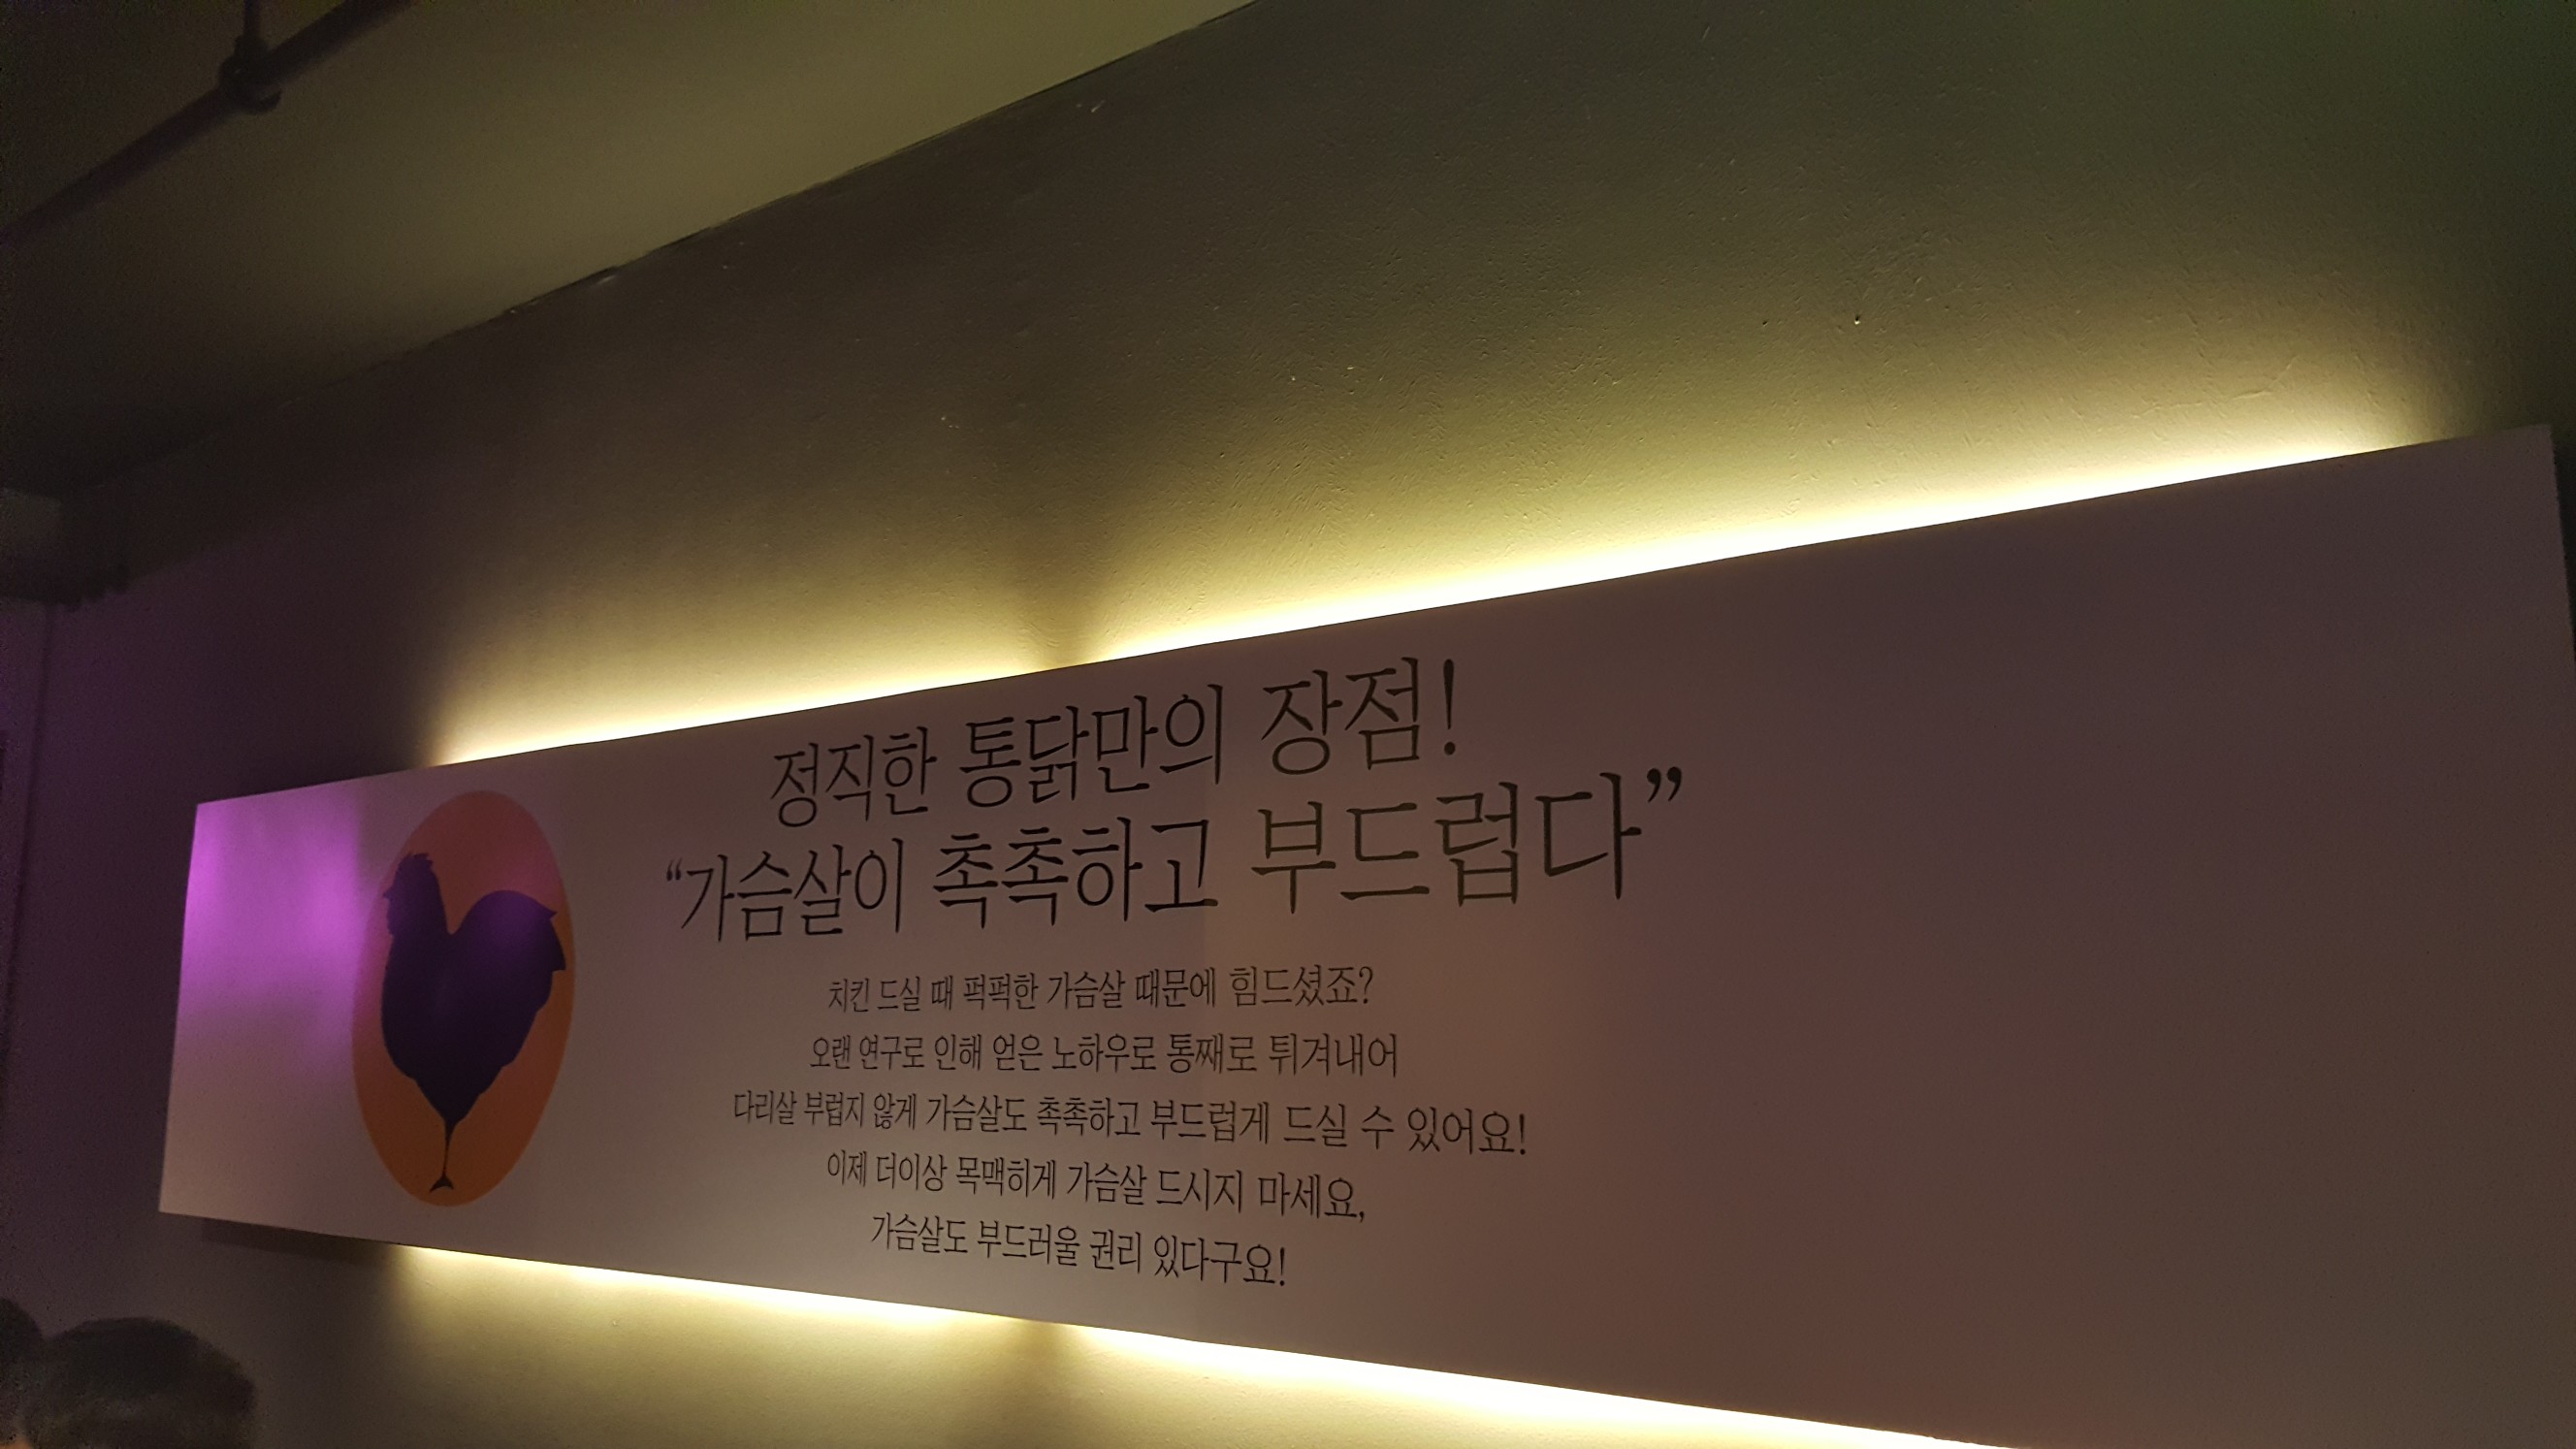 정직한 통닭만의 장점!
“가슴살이 촉촉하고 부드럽다”
치킨 드실 때 퍽퍽한 가슴살 때문에 힘드셨죠?
오랜 연구로 인해 얻은 노하우로 통째로 튀겨내어
다리살 부럽지 않게 가슴살도 촉촉하고 부드럽게 드실 수 있어요!
이제 더이상 목맥히게 가슴살 드시지 마세요,
가슴살도 부드러울 권리 있다구요!